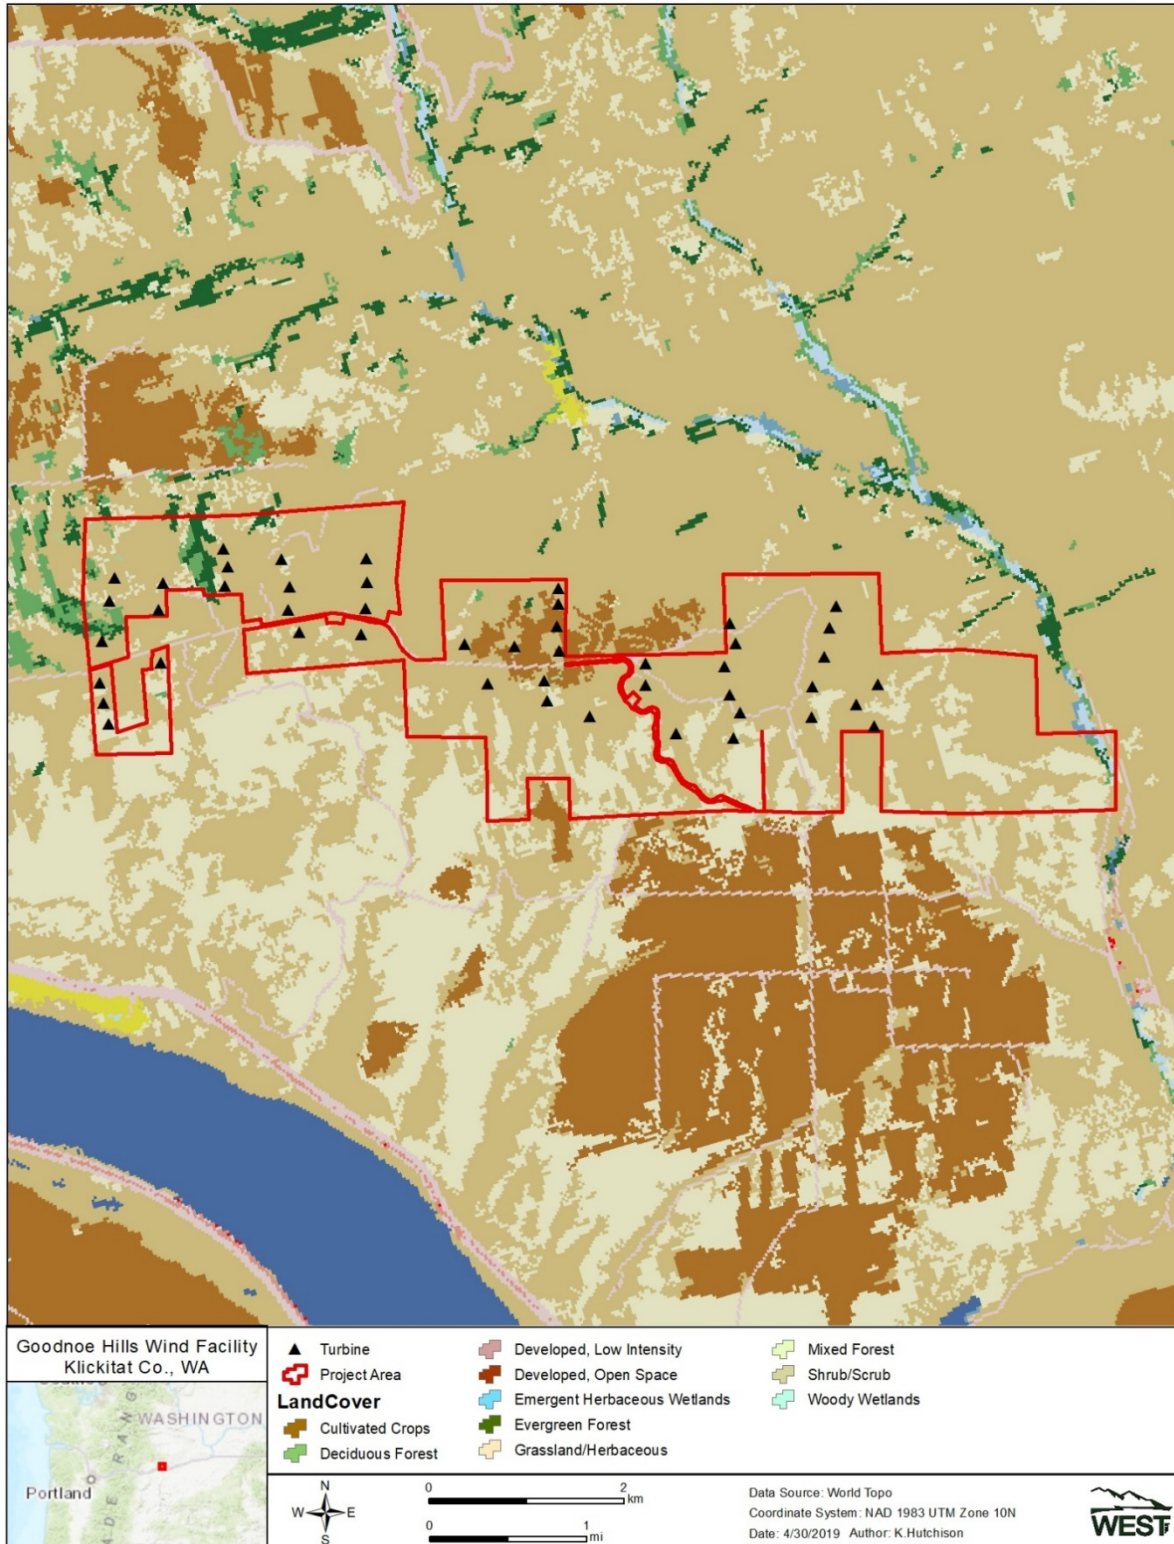 Goodnoe Hills Wind Facility
Klickitat Co., WA
WASHINGTON
Portland
Turbine
Project Area
LandCover
Cultivated Crops
Deciduous Forest
Developed, Low Intensity
Developed, Open Space
Emergent Herbaceous Wetlands
Evergreen Forest
Grassland/Herbaceous
Mixed Forest
Shrub/Scrub
Woody Wetlands
N
W E
S
0 2
km
0 1
mi
Data Source: World Topo
Coordinate System: NAD 1983 UTM Zone 10N
Date: 4/30/2019 Author: K.Hutchison
WEST